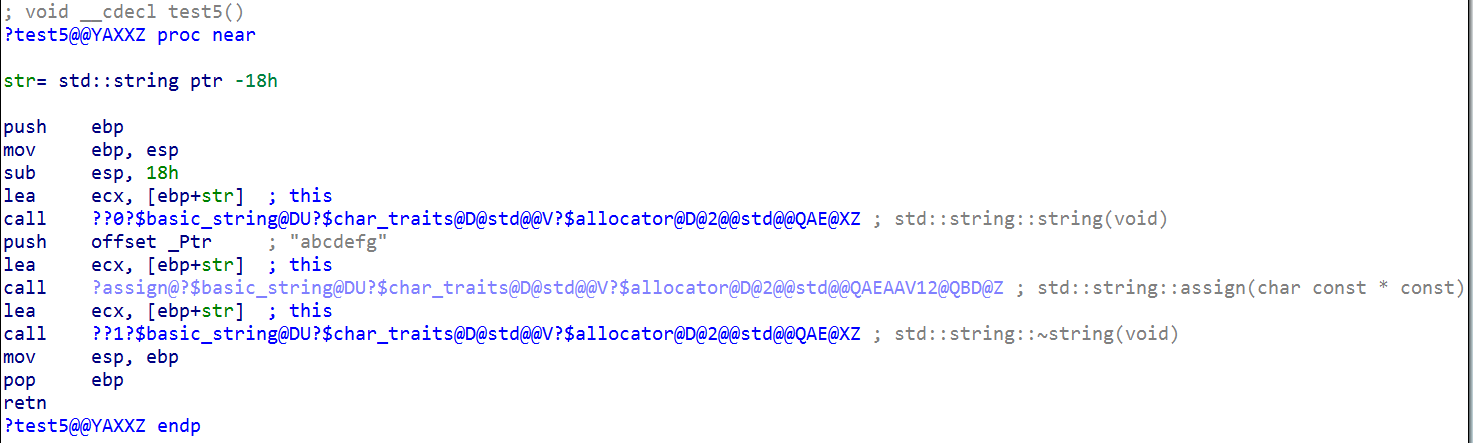 ; void __cdecl test5()
?test5@@YAXXZ proc near
str= std::string ptr -18h
push    ebp
mov     ebp, esp
sub     esp, 18h
lea     ecx, [ebp+str]  ; this
call    ??0?$basic_string@DU?$char_traits@D@std@@V?$allocator@D@2@@std@@QAE@XZ ; std::string::string(void)
push    offset _Ptr     ; "abcdefg"
lea     ecx, [ebp+str]  ; this
call    ?assign@?$basic_string@DU?$char_traits@D@std@@V?$allocator@D@2@@std@@QAEAAV12@QBD@Z ; std::string::assign(char const * const)
lea     ecx, [ebp+str]  ; this
call    ??1?$basic_string@DU?$char_traits@D@std@@V?$allocator@D@2@@std@@QAE@XZ ; std::string::~string(void)
mov     esp, ebp
pop     ebp
retn
?test5@@YAXXZ endp